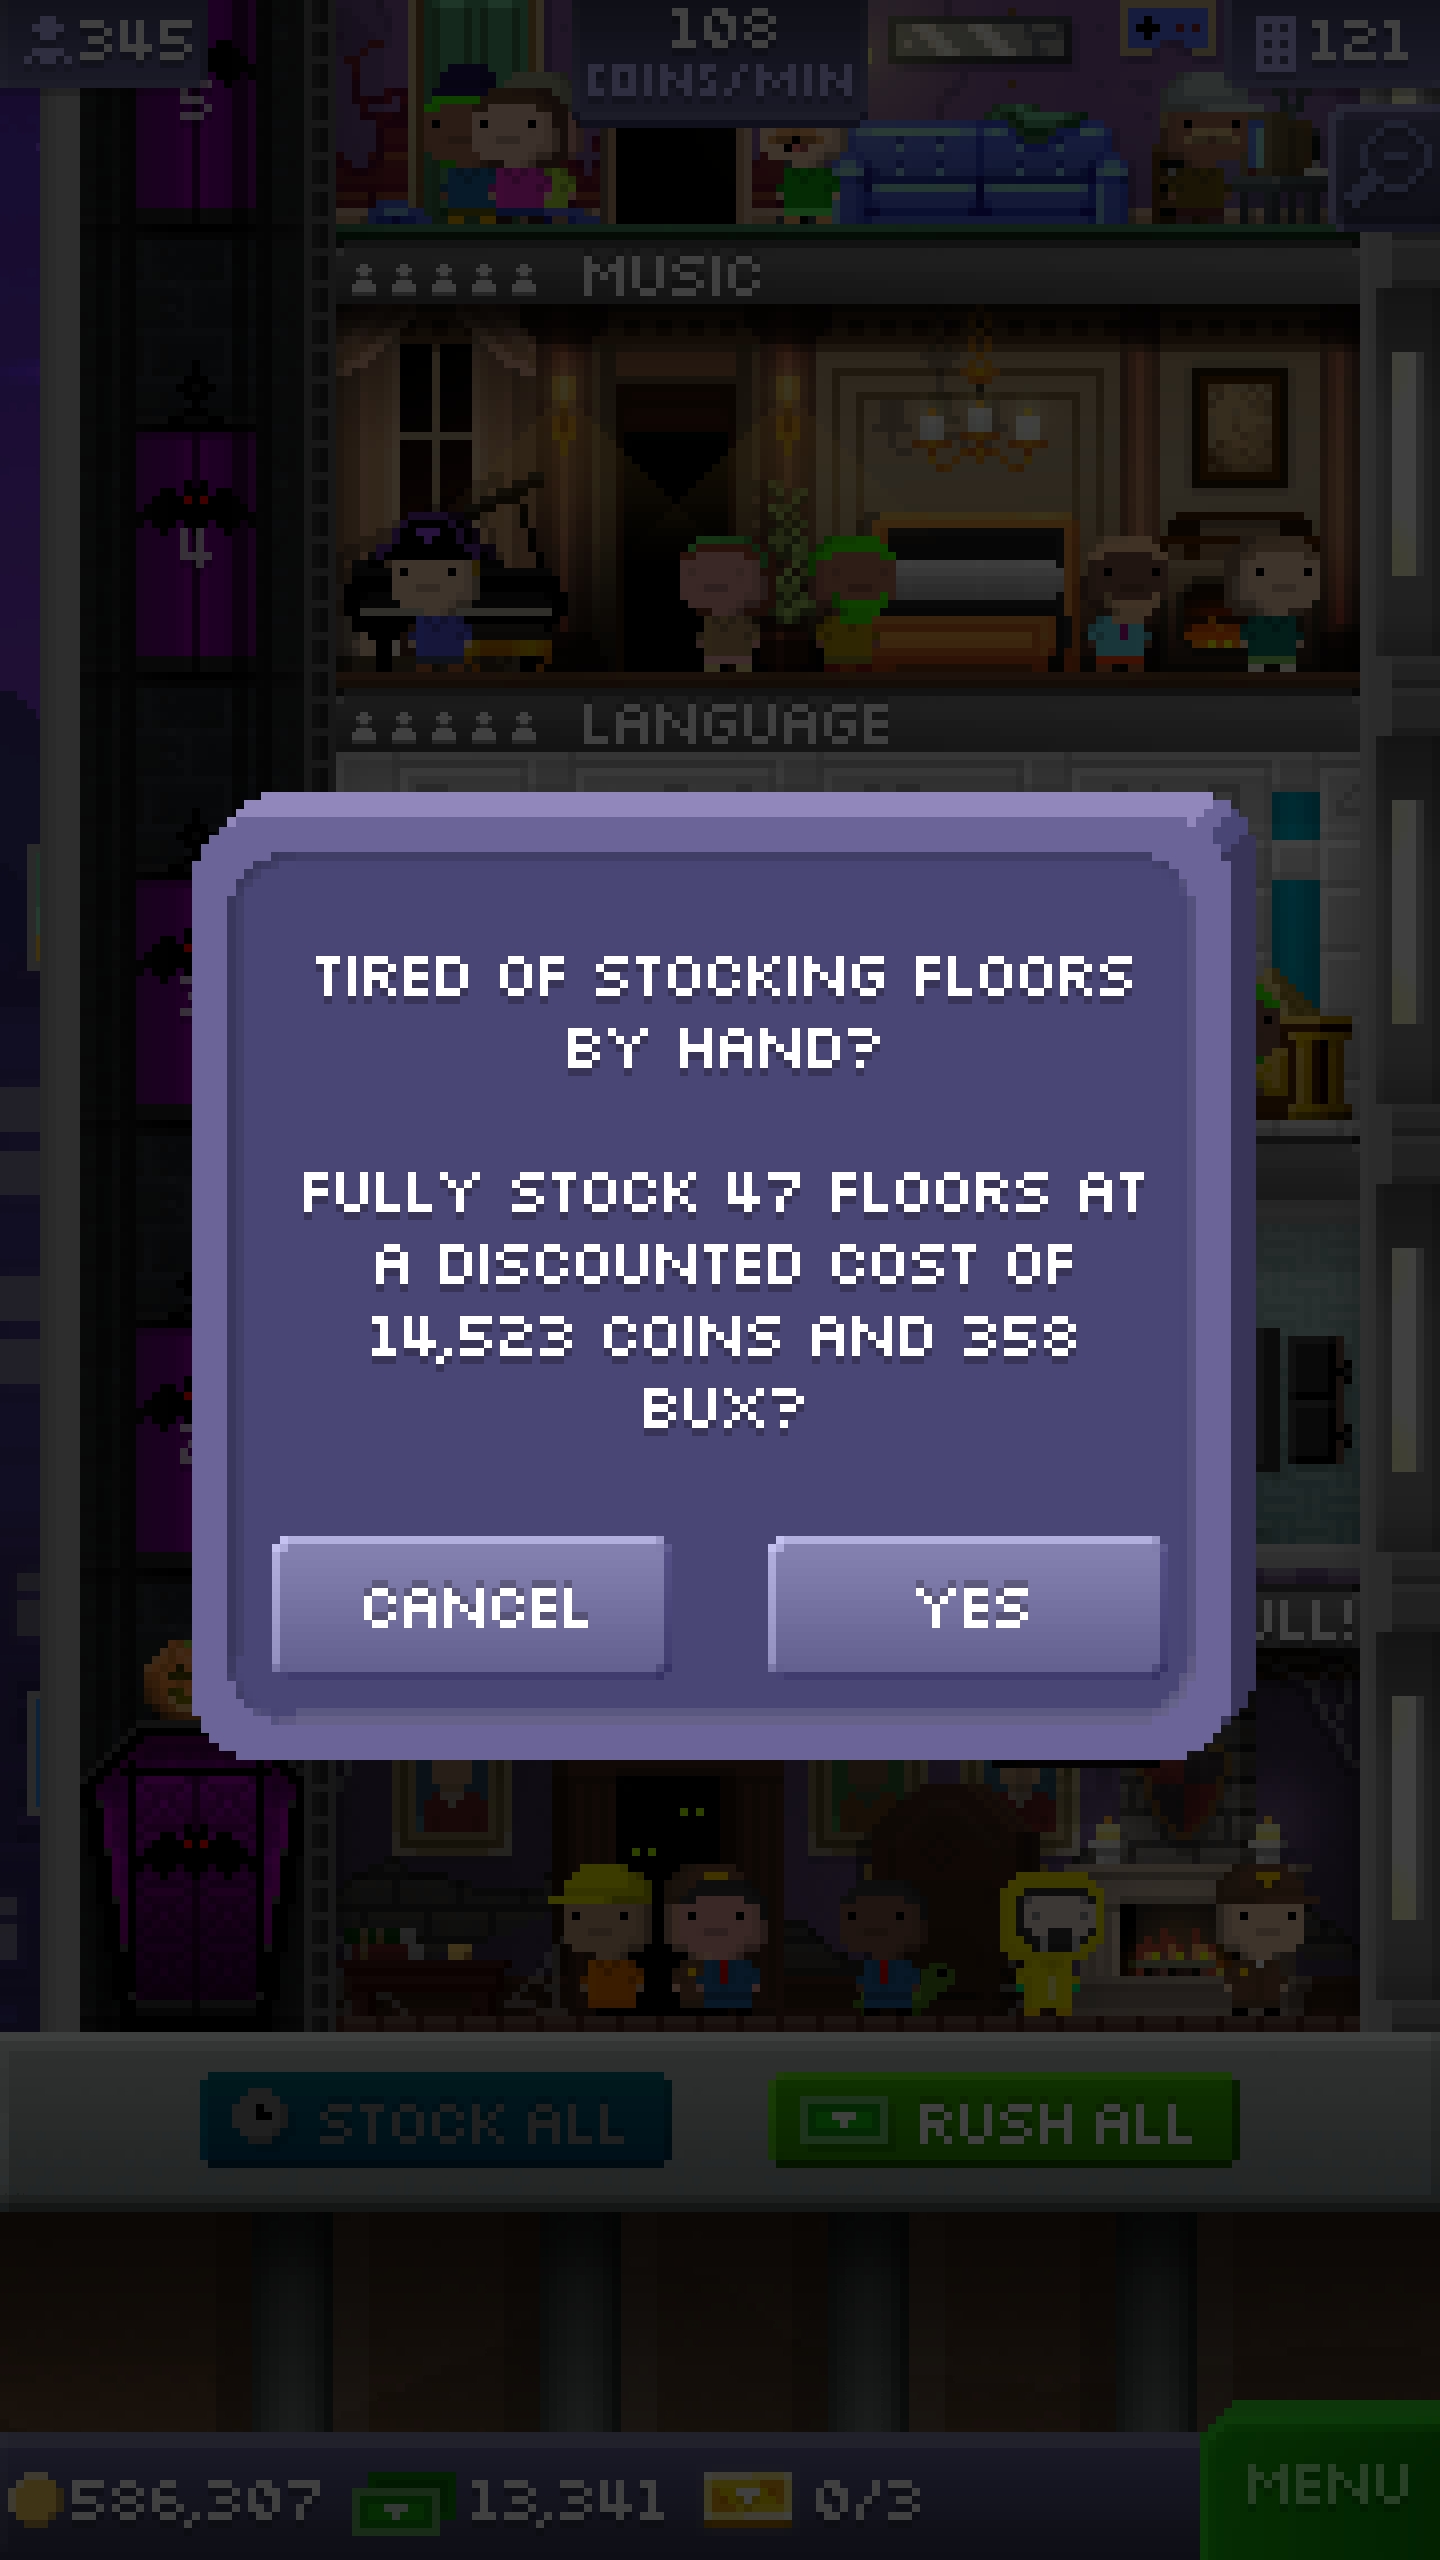 345
108
COINS/MIN
121
5
MUSIC
4
LANGUAGE
TIRED OF STOCKING FLOORS
BY HAND?
FULLY STOCK 47 FLOORS AT
A DISCOUNTED COST OF
14,523 COINS AND 358
BUX?
CANCEL
YES
STOCK ALL
RUSH ALL
586,307
13,341
0/3
MENU